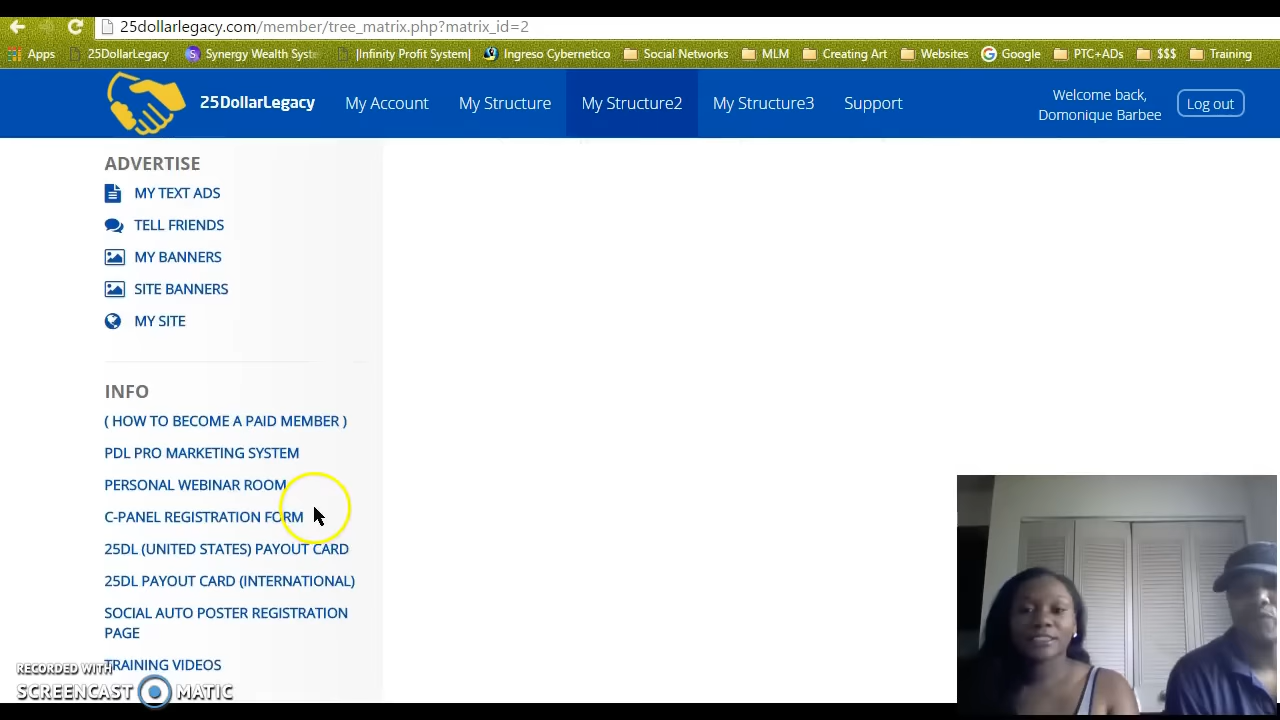 25dollarlegacy.com/member/tree_matrix.php?matrix_id=2
Apps 25DollarLegacy Synergy Wealth Syste |Infinity Profit System| Ingreso Cybernetico Social Networks MLM Creating Art Websites Google PTC+ADs $$$ Training
25DollarLegacy My Account My Structure My Structure2 My Structure3 Support
Welcome back,
Domonique Barbee
Log out
ADVERTISE
MY TEXT ADS
TELL FRIENDS
MY BANNERS
SITE BANNERS
MY SITE
INFO
( HOW TO BECOME A PAID MEMBER )
PDL PRO MARKETING SYSTEM
PERSONAL WEBINAR ROOM
C-PANEL REGISTRATION FORM
25DL (UNITED STATES) PAYOUT CARD
25DL PAYOUT CARD (INTERNATIONAL)
SOCIAL AUTO POSTER REGISTRATION
PAGE
TRAINING VIDEOS
RECORDED WITH
SCREENCAST MATIC